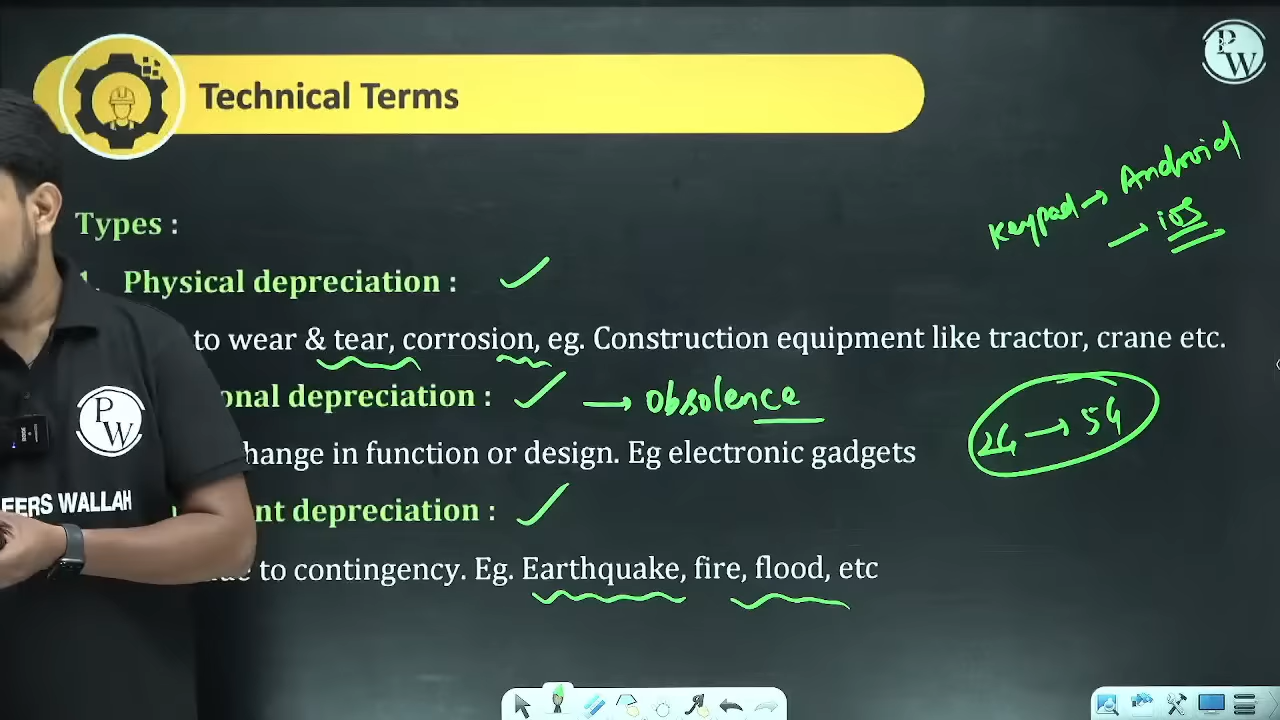 PW
Technical Terms
Keypad → Android
→ ios
Types :
1. Physical depreciation :
to wear & tear, corrosion, eg. Construction equipment like tractor, crane etc.
onal depreciation : → Obsolence
2G → 5G
hange in function or design. Eg electronic gadgets
nt depreciation :
ue to contingency. Eg. Earthquake, fire, flood, etc
PW
EERS WALLAH